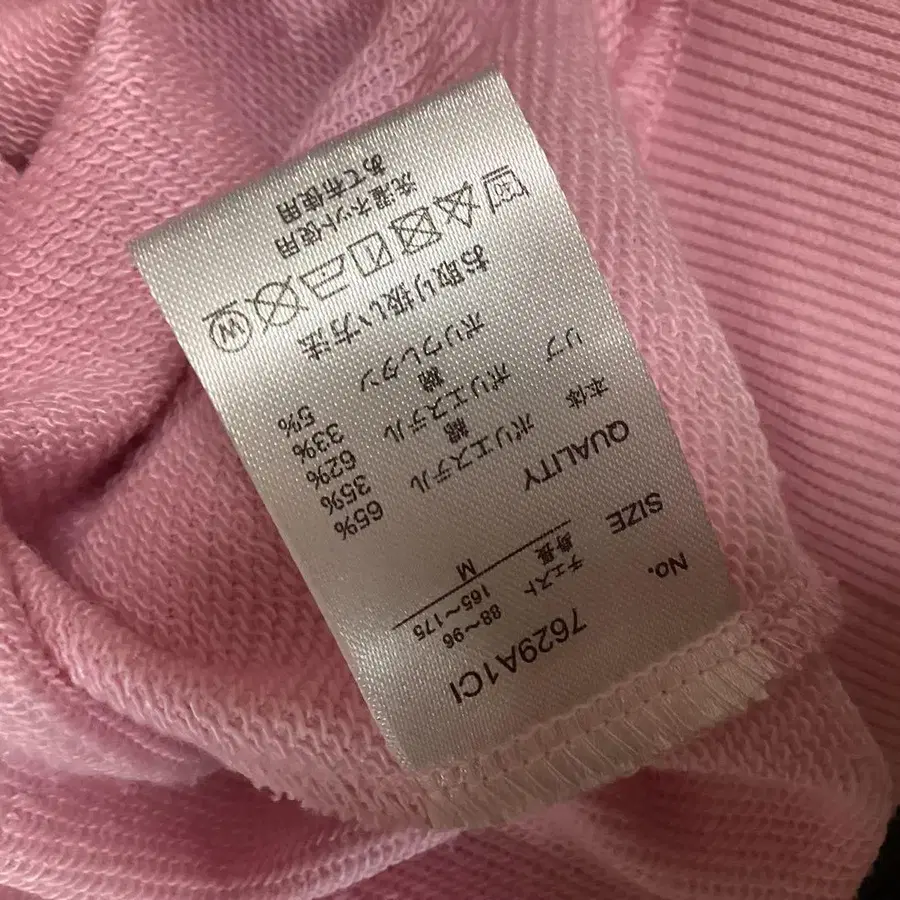 No. 7629A1CI
SIZE チェスト 88～96
身長 165～175
M
QUALITY
本体 ポリエステル 65%
綿 35%
リブ ポリエステル 62%
綿 33%
ポリウレタン 5%
お取り扱い方法
W
洗濯ネット使用
あて布使用